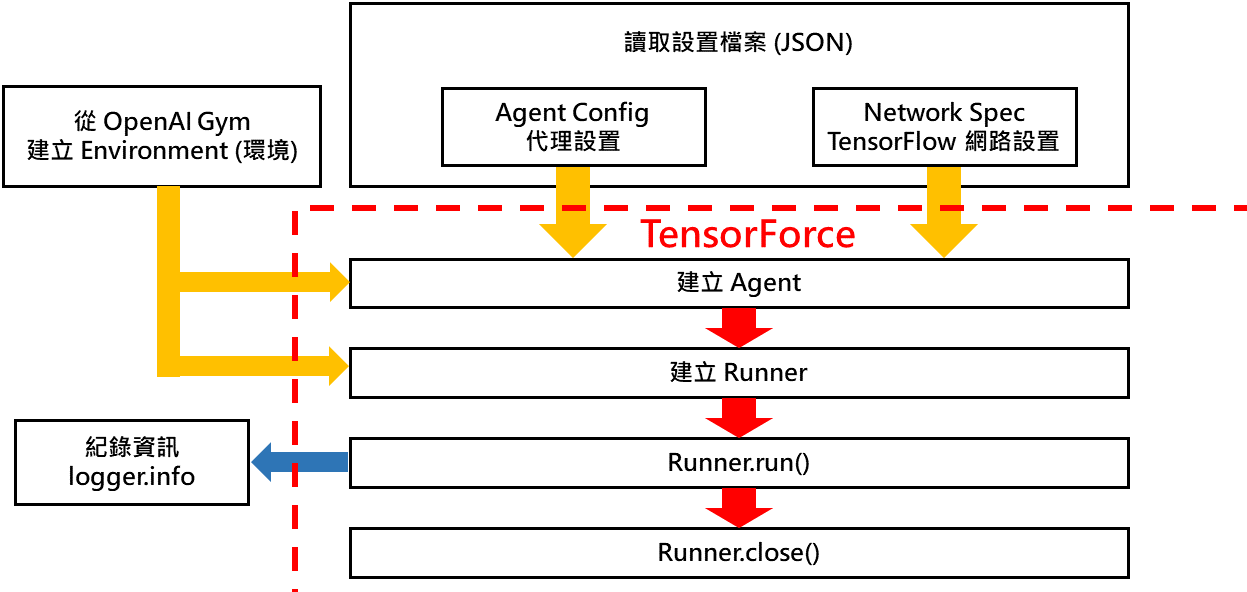 讀取設置檔案 (JSON)
從 OpenAI Gym
建立 Environment (環境)
Agent Config
代理設置
Network Spec
TensorFlow 網路設置
TensorForce
建立 Agent
建立 Runner
紀錄資訊
logger.info
Runner.run()
Runner.close()